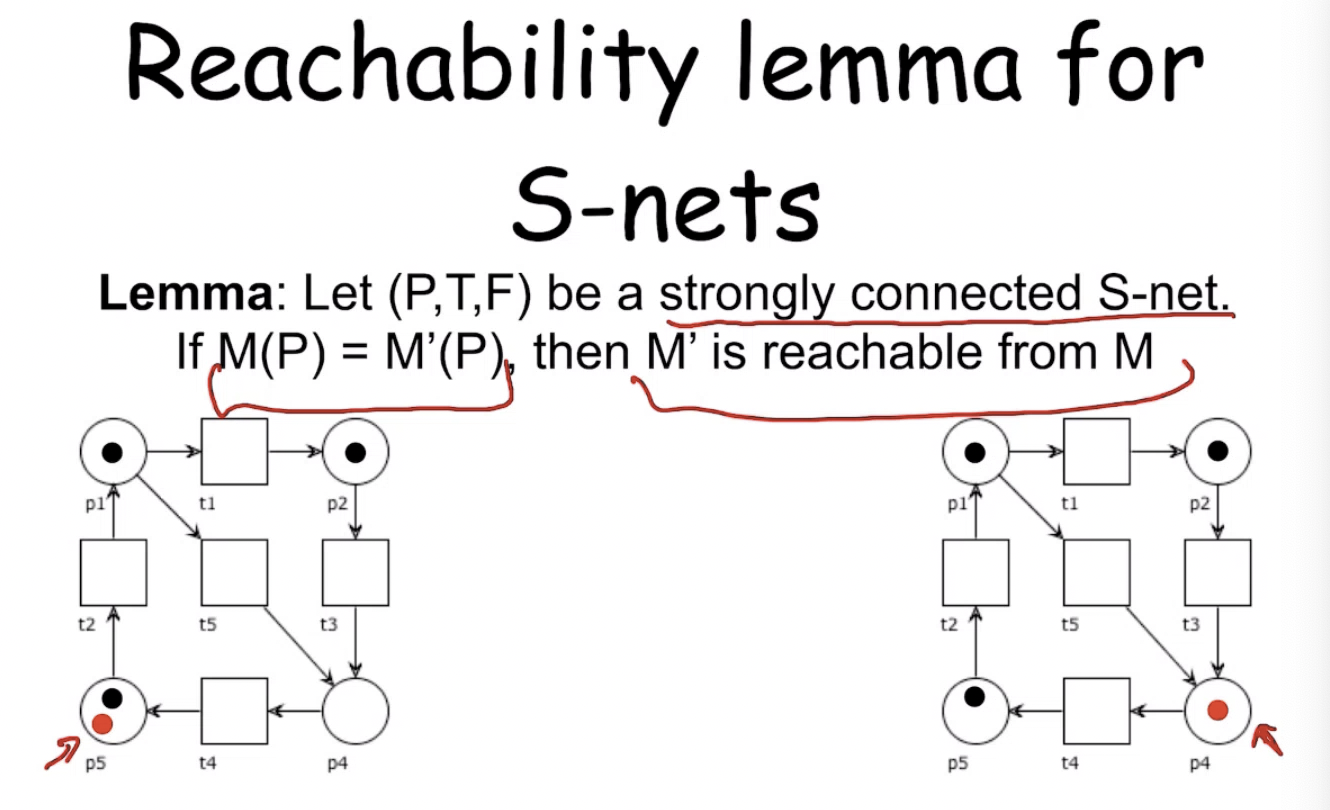 Reachability lemma for
S-nets
Lemma: Let (P,T,F) be a strongly connected S-net.
If M(P) = M’(P), then M’ is reachable from M
p1 t1 p2 p1 t1 p2
t2 t5 t3 t2 t5 t3
p5 t4 p4 p5 t4 p4